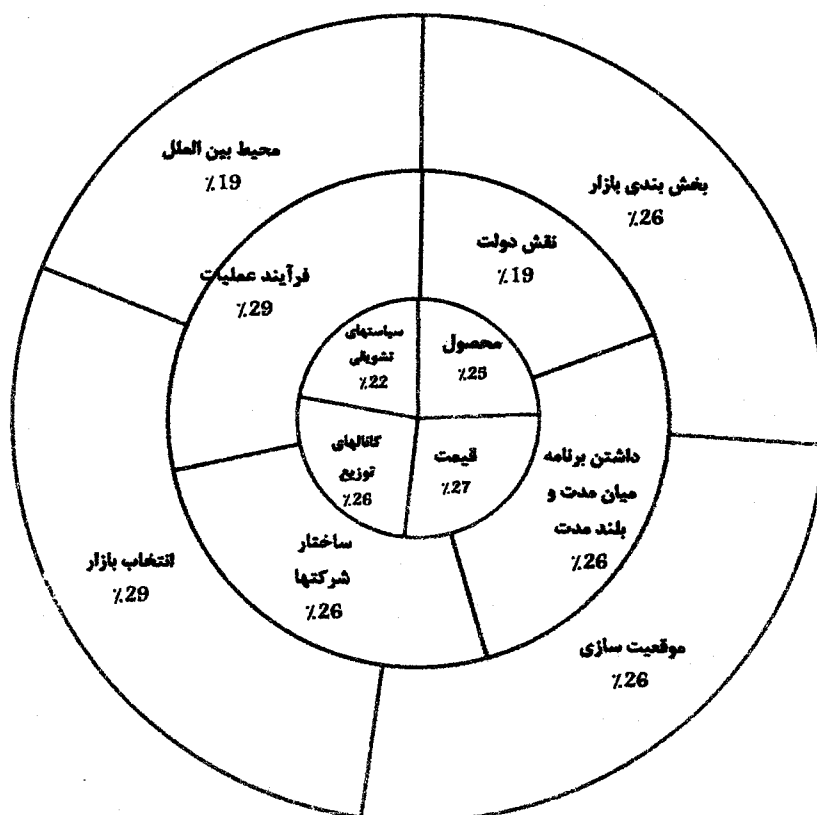 محیط بین الملل
٪19
بخش بندی بازار
٪26
نقش دولت
٪19
فرآیند عملیات
٪29
سیاستهای
تشویقی
٪22
محصول
٪25
کانالهای
توزیع
٪26
قیمت
٪27
داشتن برنامه
میان مدت و
بلند مدت
٪26
ساختار
شرکتها
٪26
انتخاب بازار
٪29
موقعیت سازی
٪26